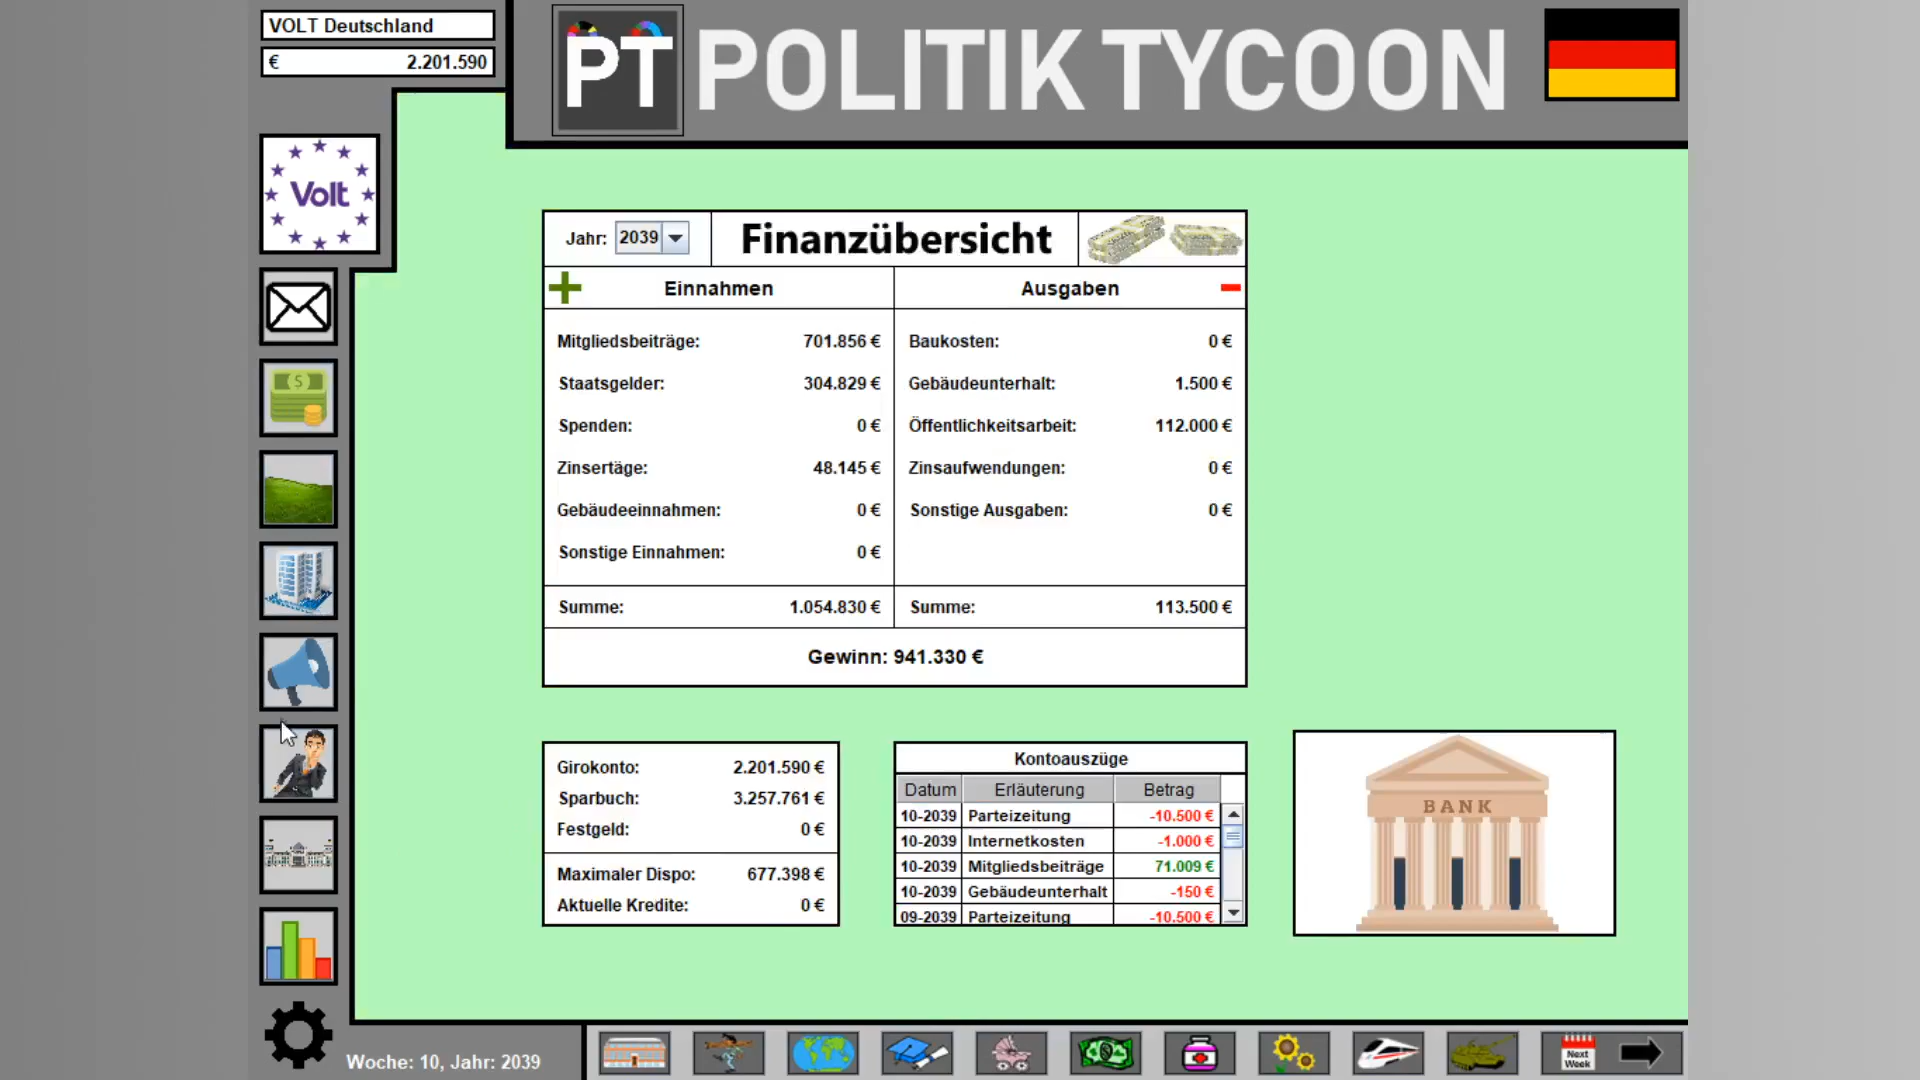 VOLT Deutschland
€ 2.201.590
PT POLITIK TYCOON
Volt
Jahr: 2039 Finanzübersicht
Einnahmen Ausgaben
Mitgliedsbeiträge: 701.856 € Baukosten: 0 €
Staatsgelder: 304.829 € Gebäudeunterhalt: 1.500 €
Spenden: 0 € Öffentlichkeitsarbeit: 112.000 €
Zinsertäge: 48.145 € Zinsaufwendungen: 0 €
Gebäudeeinnahmen: 0 € Sonstige Ausgaben: 0 €
Sonstige Einnahmen: 0 €
Summe: 1.054.830 € Summe: 113.500 €
Gewinn: 941.330 €
Girokonto: 2.201.590 €
Sparbuch: 3.257.761 €
Festgeld: 0 €
Maximaler Dispo: 677.398 €
Aktuelle Kredite: 0 €
Kontoauszüge
Datum Erläuterung Betrag
10-2039 Parteizeitung -10.500 €
10-2039 Internetkosten -1.000 €
10-2039 Mitgliedsbeiträge 71.009 €
10-2039 Gebäudeunterhalt -150 €
09-2039 Parteizeitung -10.500 €
BANK
Woche: 10, Jahr: 2039
Next
Week